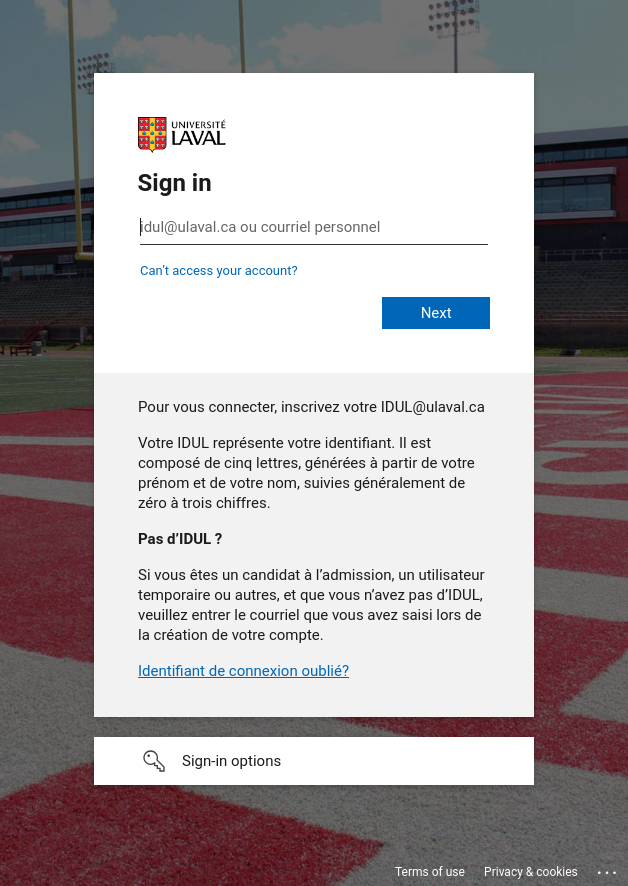 UNIVERSITÉ
LAVAL
Sign in
idul@ulaval.ca ou courriel personnel
Can’t access your account?
Next
Pour vous connecter, inscrivez votre IDUL@ulaval.ca
Votre IDUL représente votre identifiant. Il est
composé de cinq lettres, générées à partir de votre
prénom et de votre nom, suivies généralement de
zéro à trois chiffres.
Pas d’IDUL ?
Si vous êtes un candidat à l’admission, un utilisateur
temporaire ou autres, et que vous n’avez pas d’IDUL,
veuillez entrer le courriel que vous avez saisi lors de
la création de votre compte.
Identifiant de connexion oublié?
Sign-in options
Terms of use Privacy & cookies ...